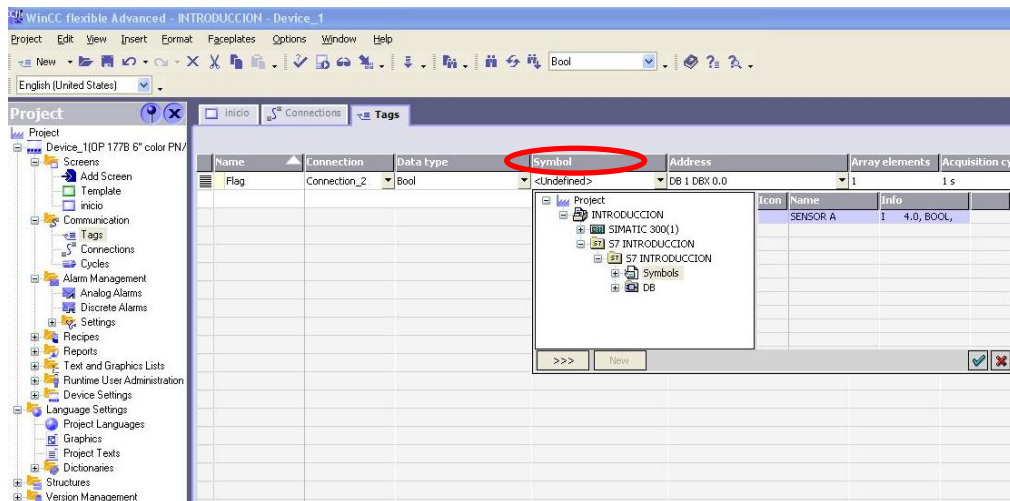 WinCC flexible Advanced - INTRODUCCION - Device_1
Project Edit View Insert Format Faceplates Options Window Help
New Bool
English (United States)
Project
inicio Connections Tags
Project
Device_1(OP 177B 6" color PN/
Screens
Add Screen
Template
inicio
Communication
Tags
Connections
Cycles
Alarm Management
Analog Alarms
Discrete Alarms
Settings
Recipes
Reports
Text and Graphics Lists
Runtime User Administration
Device Settings
Language Settings
Project Languages
Graphics
Project Texts
Dictionaries
Structures
Version Management
Name Connection Data type Symbol Address Array elements Acquisition cy
Flag Connection_2 Bool <Undefined> DB 1 DBX 0.0 1 1 s
Project
INTRODUCCION
SIMATIC 300(1)
S7 INTRODUCCION
S7 INTRODUCCION
Symbols
DB
Icon Name Info
SENSOR A I 4.0, BOOL,
>>> New